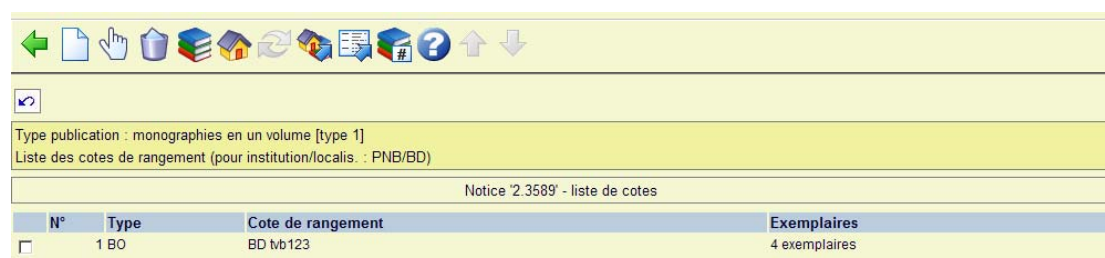 #
?
Type publication : monographies en un volume [type 1]
Liste des cotes de rangement (pour institution/localis. : PNB/BD)
Notice '2.3589' - liste de cotes
N° Type Cote de rangement Exemplaires
1 BO BD tvb123 4 exemplaires